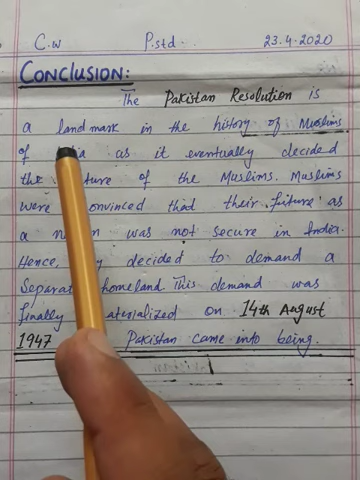 C.w P.std. 23.4-2020
CONCLUSION:
The Pakistan Resolution is
a landmark in the history of Muslims
of as it eventually decided
the of the Muslims. Muslims
were convinced that their future as
a was not secure in India.
Hence, decided to demand a
Separate homeland. This demand was
finally on 14th August
1947 Pakistan came into being.